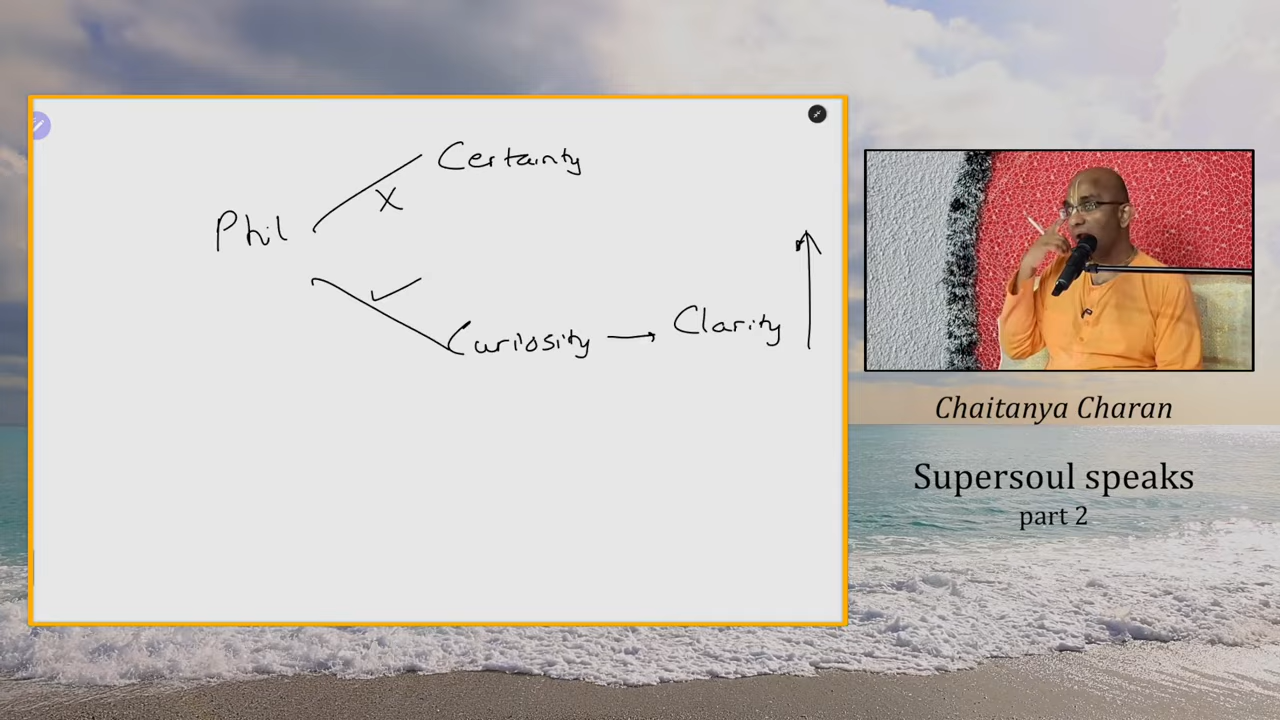 Certainty
X
Phil
Curiosity → Clarity ↑
Chaitanya Charan
Supersoul speaks
part 2